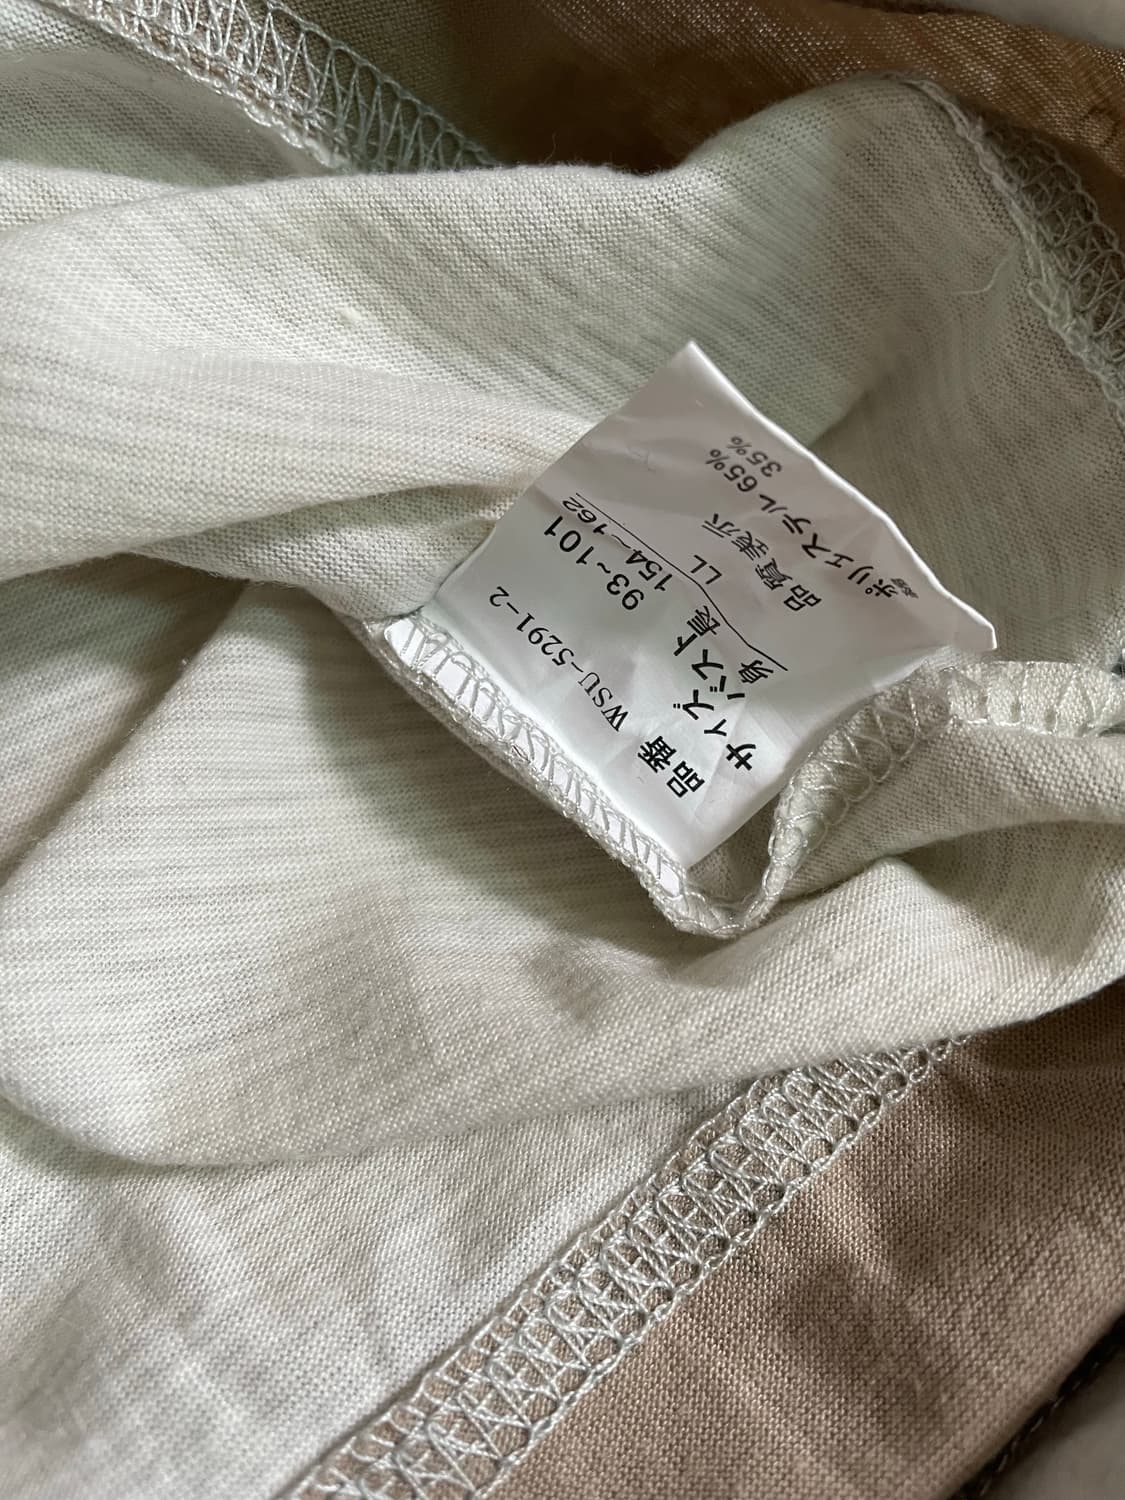 品番 WSU-5291-2
サイズ
バスト 93~101
身 長 154~162
LL
品質表示
ポリエステル 65%
35%